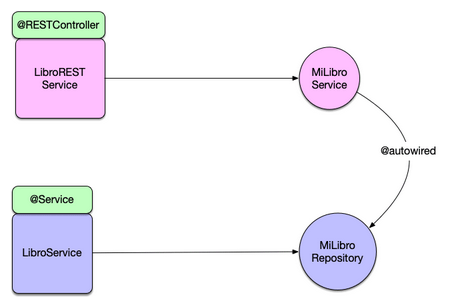 @RESTController
LibroREST
Service
MiLibro
Service
@autowired
@Service
LibroService
MiLibro
Repository